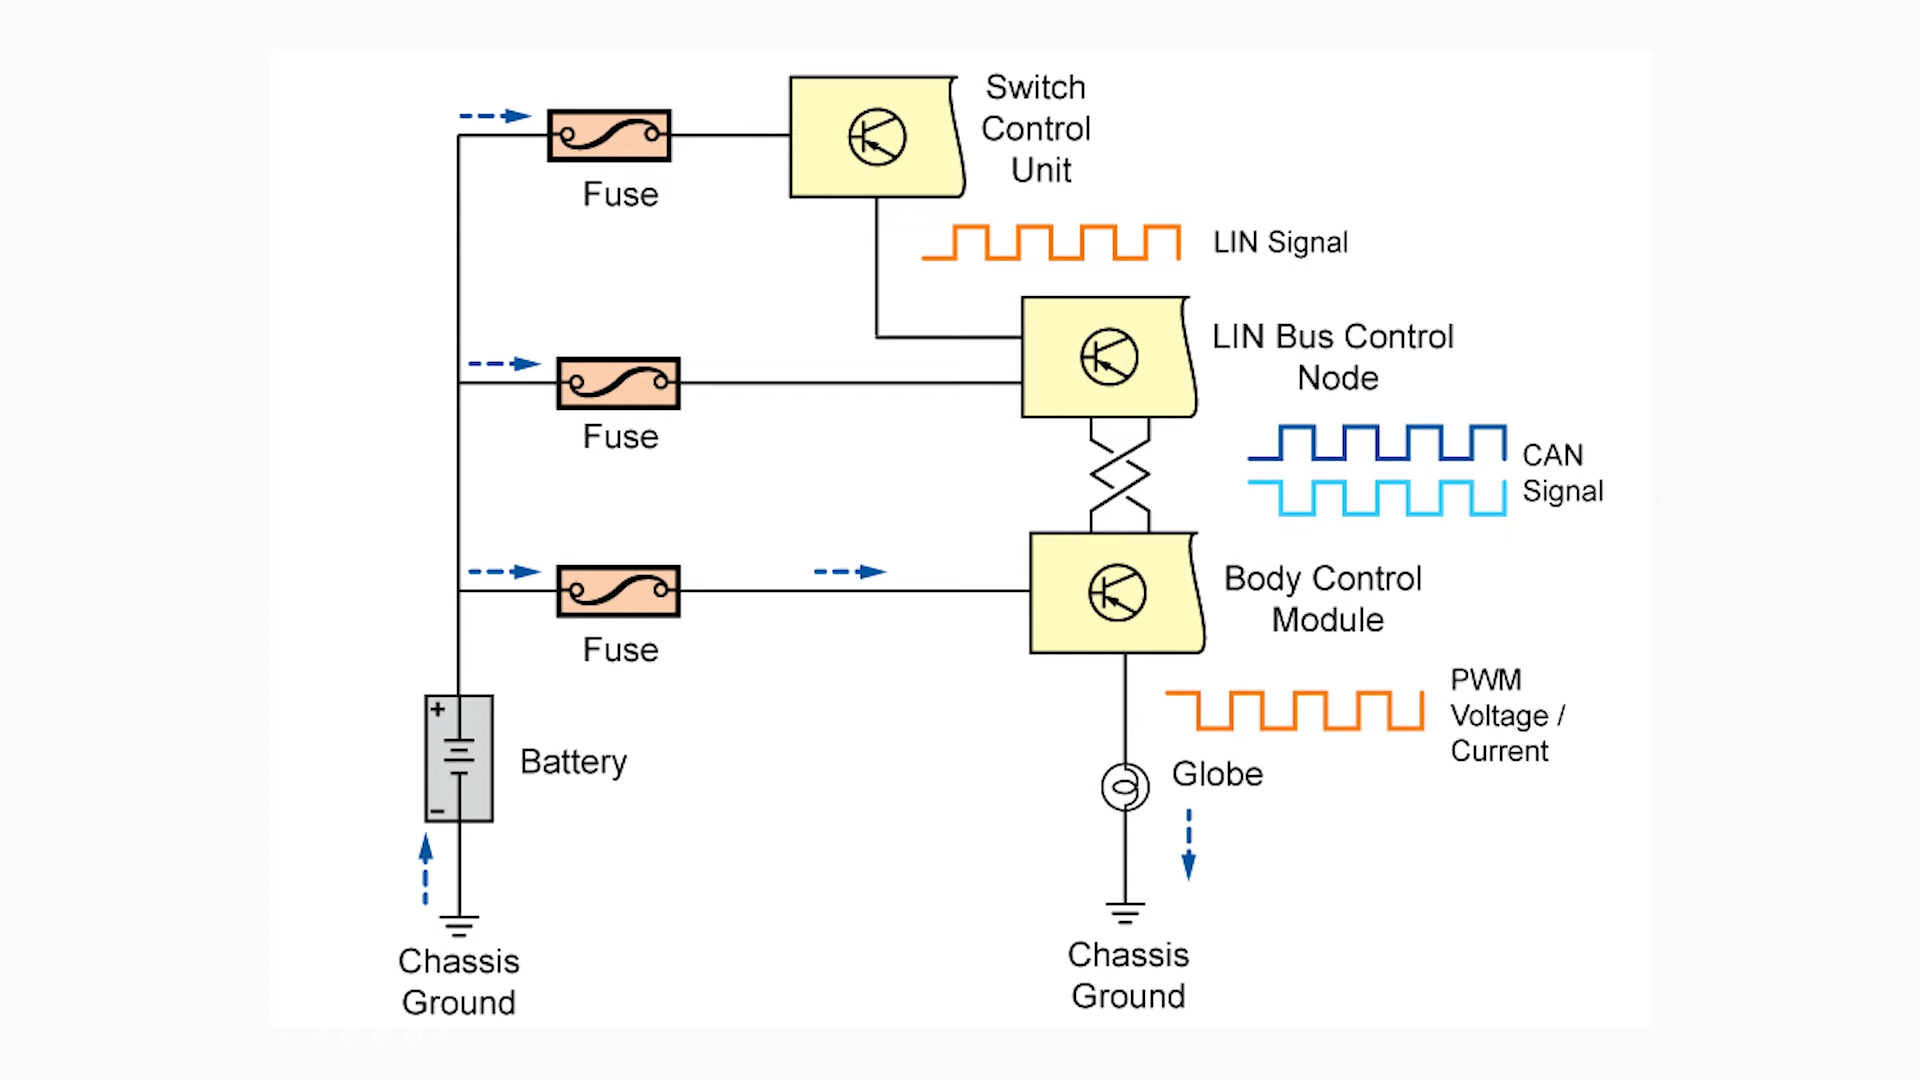 Switch
Control
Unit
Fuse
LIN Signal
LIN Bus Control
Node
Fuse
CAN
Signal
Body Control
Module
Fuse
PWM
Voltage /
Current
+
Battery
−
Globe
Chassis
Ground
Chassis
Ground